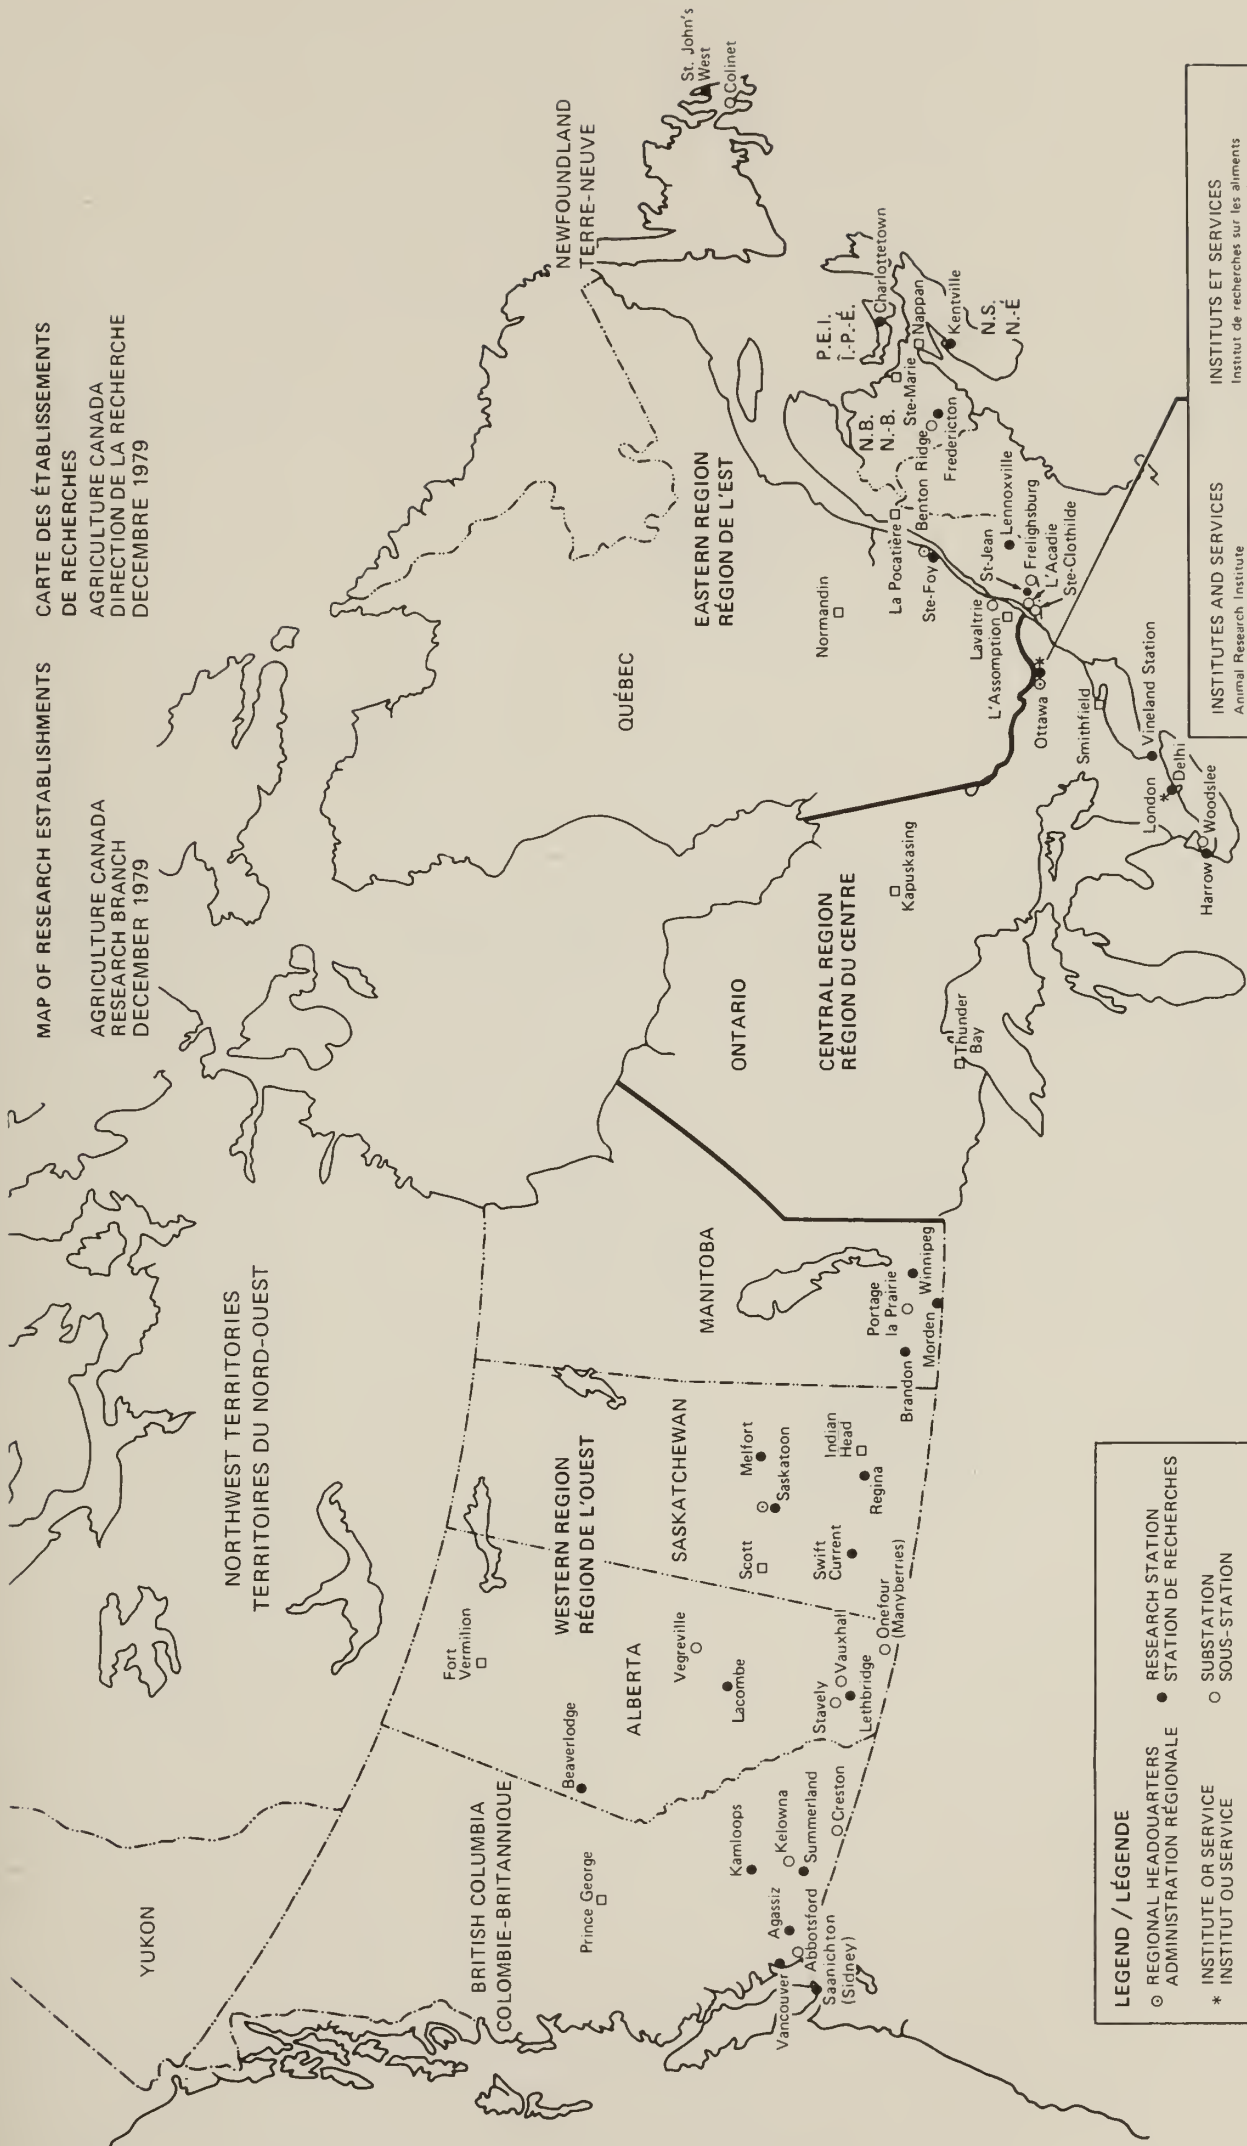 MAP OF RESEARCH ESTABLISHMENTS
AGRICULTURE CANADA
RESEARCH BRANCH
DECEMBER 1979
CARTE DES ÉTABLISSEMENTS
DE RECHERCHES
AGRICULTURE CANADA
DIRECTION DE LA RECHERCHE
DECEMBRE 1979
YUKON
NORTHWEST TERRITORIES
TERRITOIRES DU NORD-OUEST
BRITISH COLUMBIA
COLOMBIE-BRITANNIQUE
Prince George
Kamloops
Kelowna
Summerland
Creston
Agassiz
Abbotsford
Vancouver
Saanichton
(Sidney)
WESTERN REGION
RÉGION DE L'OUEST
ALBERTA
Fort
Vermilion
Beaverlodge
Vegreville
Lacombe
Stavely
Vauxhall
Lethbridge
Onefour
(Manyberries)
SASKATCHEWAN
Melfort
Saskatoon
Scott
Swift
Current
Indian
Head
Regina
MANITOBA
Portage
la Prairie
Winnipeg
Brandon
Morden
ONTARIO
CENTRAL REGION
RÉGION DU CENTRE
Kapuskasing
Thunder
Bay
Ottawa
Smithfield
Vineland Station
London
Delhi
Woodslee
Harrow
QUÉBEC
EASTERN REGION
RÉGION DE L'EST
Normandin
La Pocatière
Ste-Foy
Lavaltrie
L'Assomption
St-Jean
Lennoxville
Frelighsburg
L'Acadie
Ste-Clothilde
NEWFOUNDLAND
TERRE-NEUVE
St. John's
West
Colinet
P.E.I.
Î.-P.-É.
Charlottetown
N.B.
N.-B.
Ste-Marie
Benton Ridge
Fredericton
Nappan
Kentville
N.S.
N.-É
LEGEND / LÉGENDE
⊙ REGIONAL HEADQUARTERS
ADMINISTRATION RÉGIONALE
● RESEARCH STATION
STATION DE RECHERCHES
* INSTITUTE OR SERVICE
INSTITUT OU SERVICE
○ SUBSTATION
SOUS-STATION
INSTITUTES AND SERVICES
Animal Research Institute
INSTITUTS ET SERVICES
Institut de recherches sur les aliments